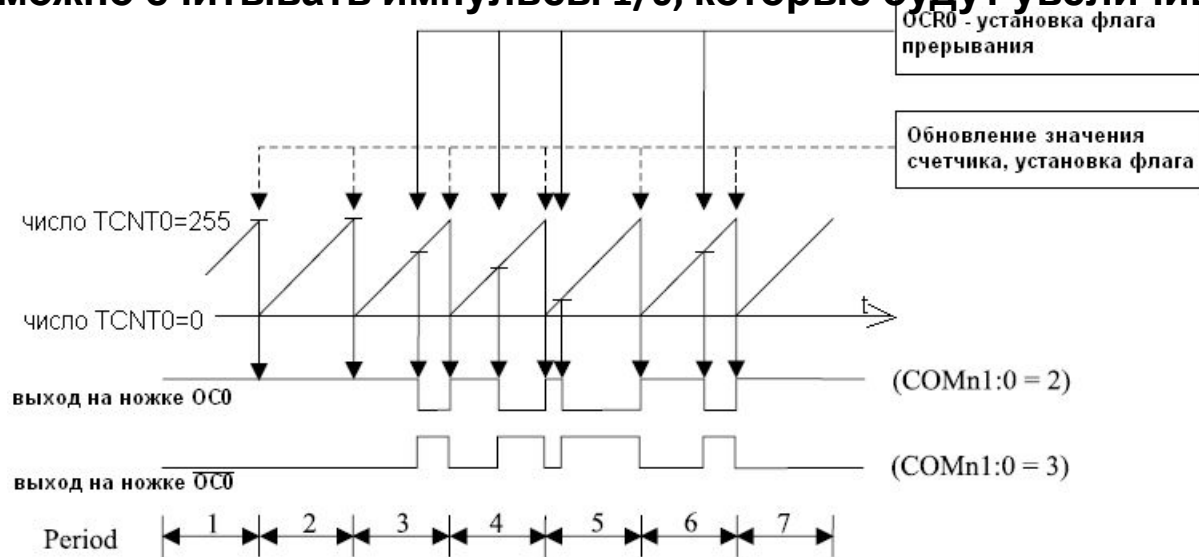 OCR0 - установка флага
прерывания
Обновление значения
счетчика, установка флага
число TCNT0=255
число TCNT0=0
t
выход на ножке OC0
(COMn1:0 = 2)
выход на ножке OC0
(COMn1:0 = 3)
Period 1 2 3 4 5 6 7